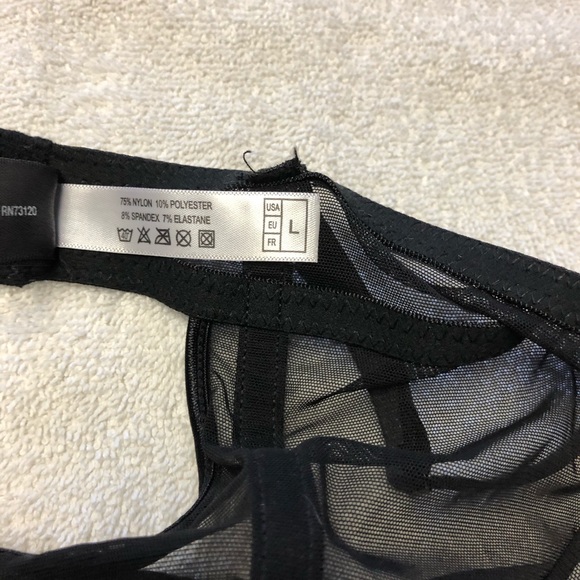 RN73120
75% NYLON 10% POLYESTER
8% SPANDEX 7% ELASTANE
USA
EU
FR
L